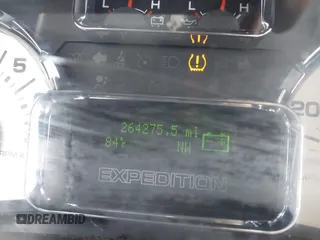 L H L H
5
20
264275.5 mi
84°F NW
EXPEDITION
DREAMBID